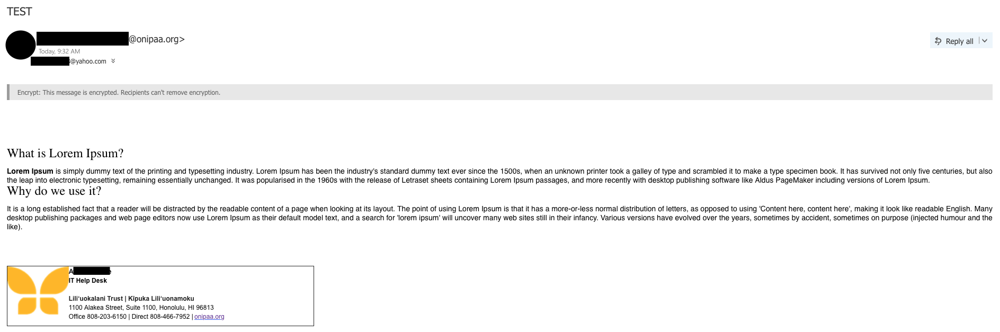 TEST
@onipaa.org>
Today, 9:32 AM
@yahoo.com
Reply all
Encrypt: This message is encrypted. Recipients can't remove encryption.
What is Lorem Ipsum?
Lorem Ipsum is simply dummy text of the printing and typesetting industry. Lorem Ipsum has been the industry's standard dummy text ever since the 1500s, when an unknown printer took a galley of type and scrambled it to make a type specimen book. It has survived not only five centuries, but also
the leap into electronic typesetting, remaining essentially unchanged. It was popularised in the 1960s with the release of Letraset sheets containing Lorem Ipsum passages, and more recently with desktop publishing software like Aldus PageMaker including versions of Lorem Ipsum.
Why do we use it?
It is a long established fact that a reader will be distracted by the readable content of a page when looking at its layout. The point of using Lorem Ipsum is that it has a more-or-less normal distribution of letters, as opposed to using 'Content here, content here', making it look like readable English. Many
desktop publishing packages and web page editors now use Lorem Ipsum as their default model text, and a search for 'lorem ipsum' will uncover many web sites still in their infancy. Various versions have evolved over the years, sometimes by accident, sometimes on purpose (injected humour and the
like).
IT Help Desk
Liliʻuokalani Trust | Kīpuka Liliʻuonamoku
1100 Alakea Street, Suite 1100, Honolulu, HI 96813
Office 808-203-6150 | Direct 808-466-7952 | onipaa.org